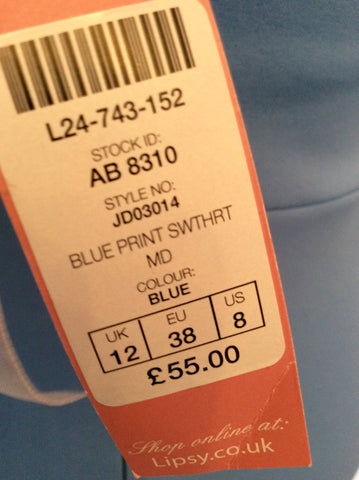 L24-743-152
STOCK ID:
AB 8310
STYLE NO:
JD03014
BLUE PRINT SWTHRT
MD
COLOUR:
BLUE
UK EU US
12 38 8
£55.00
Shop online at:
Lipsy.co.uk